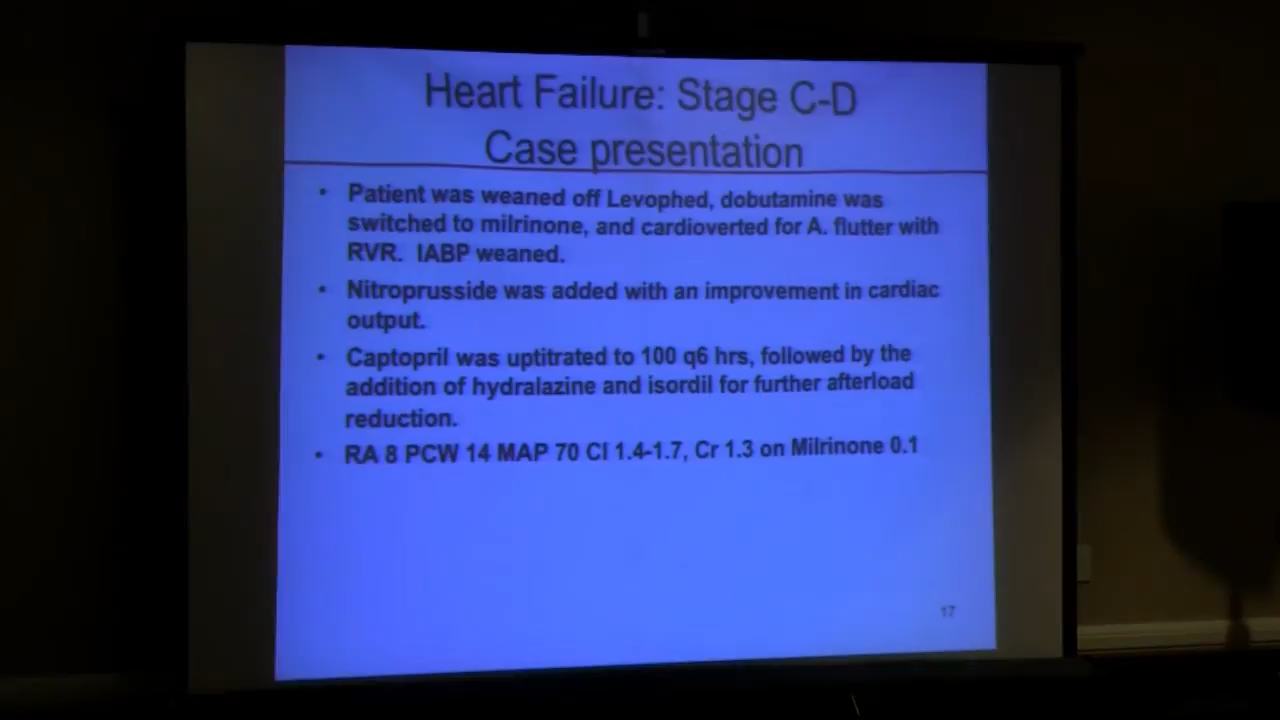 Heart Failure: Stage C-D
Case presentation
• Patient was weaned off Levophed, dobutamine was
switched to milrinone, and cardioverted for A. flutter with
RVR. IABP weaned.
• Nitroprusside was added with an improvement in cardiac
output.
• Captopril was uptitrated to 100 q6 hrs, followed by the
addition of hydralazine and isordil for further afterload
reduction.
• RA 8 PCW 14 MAP 70 CI 1.4-1.7, Cr 1.3 on Milrinone 0.1
17